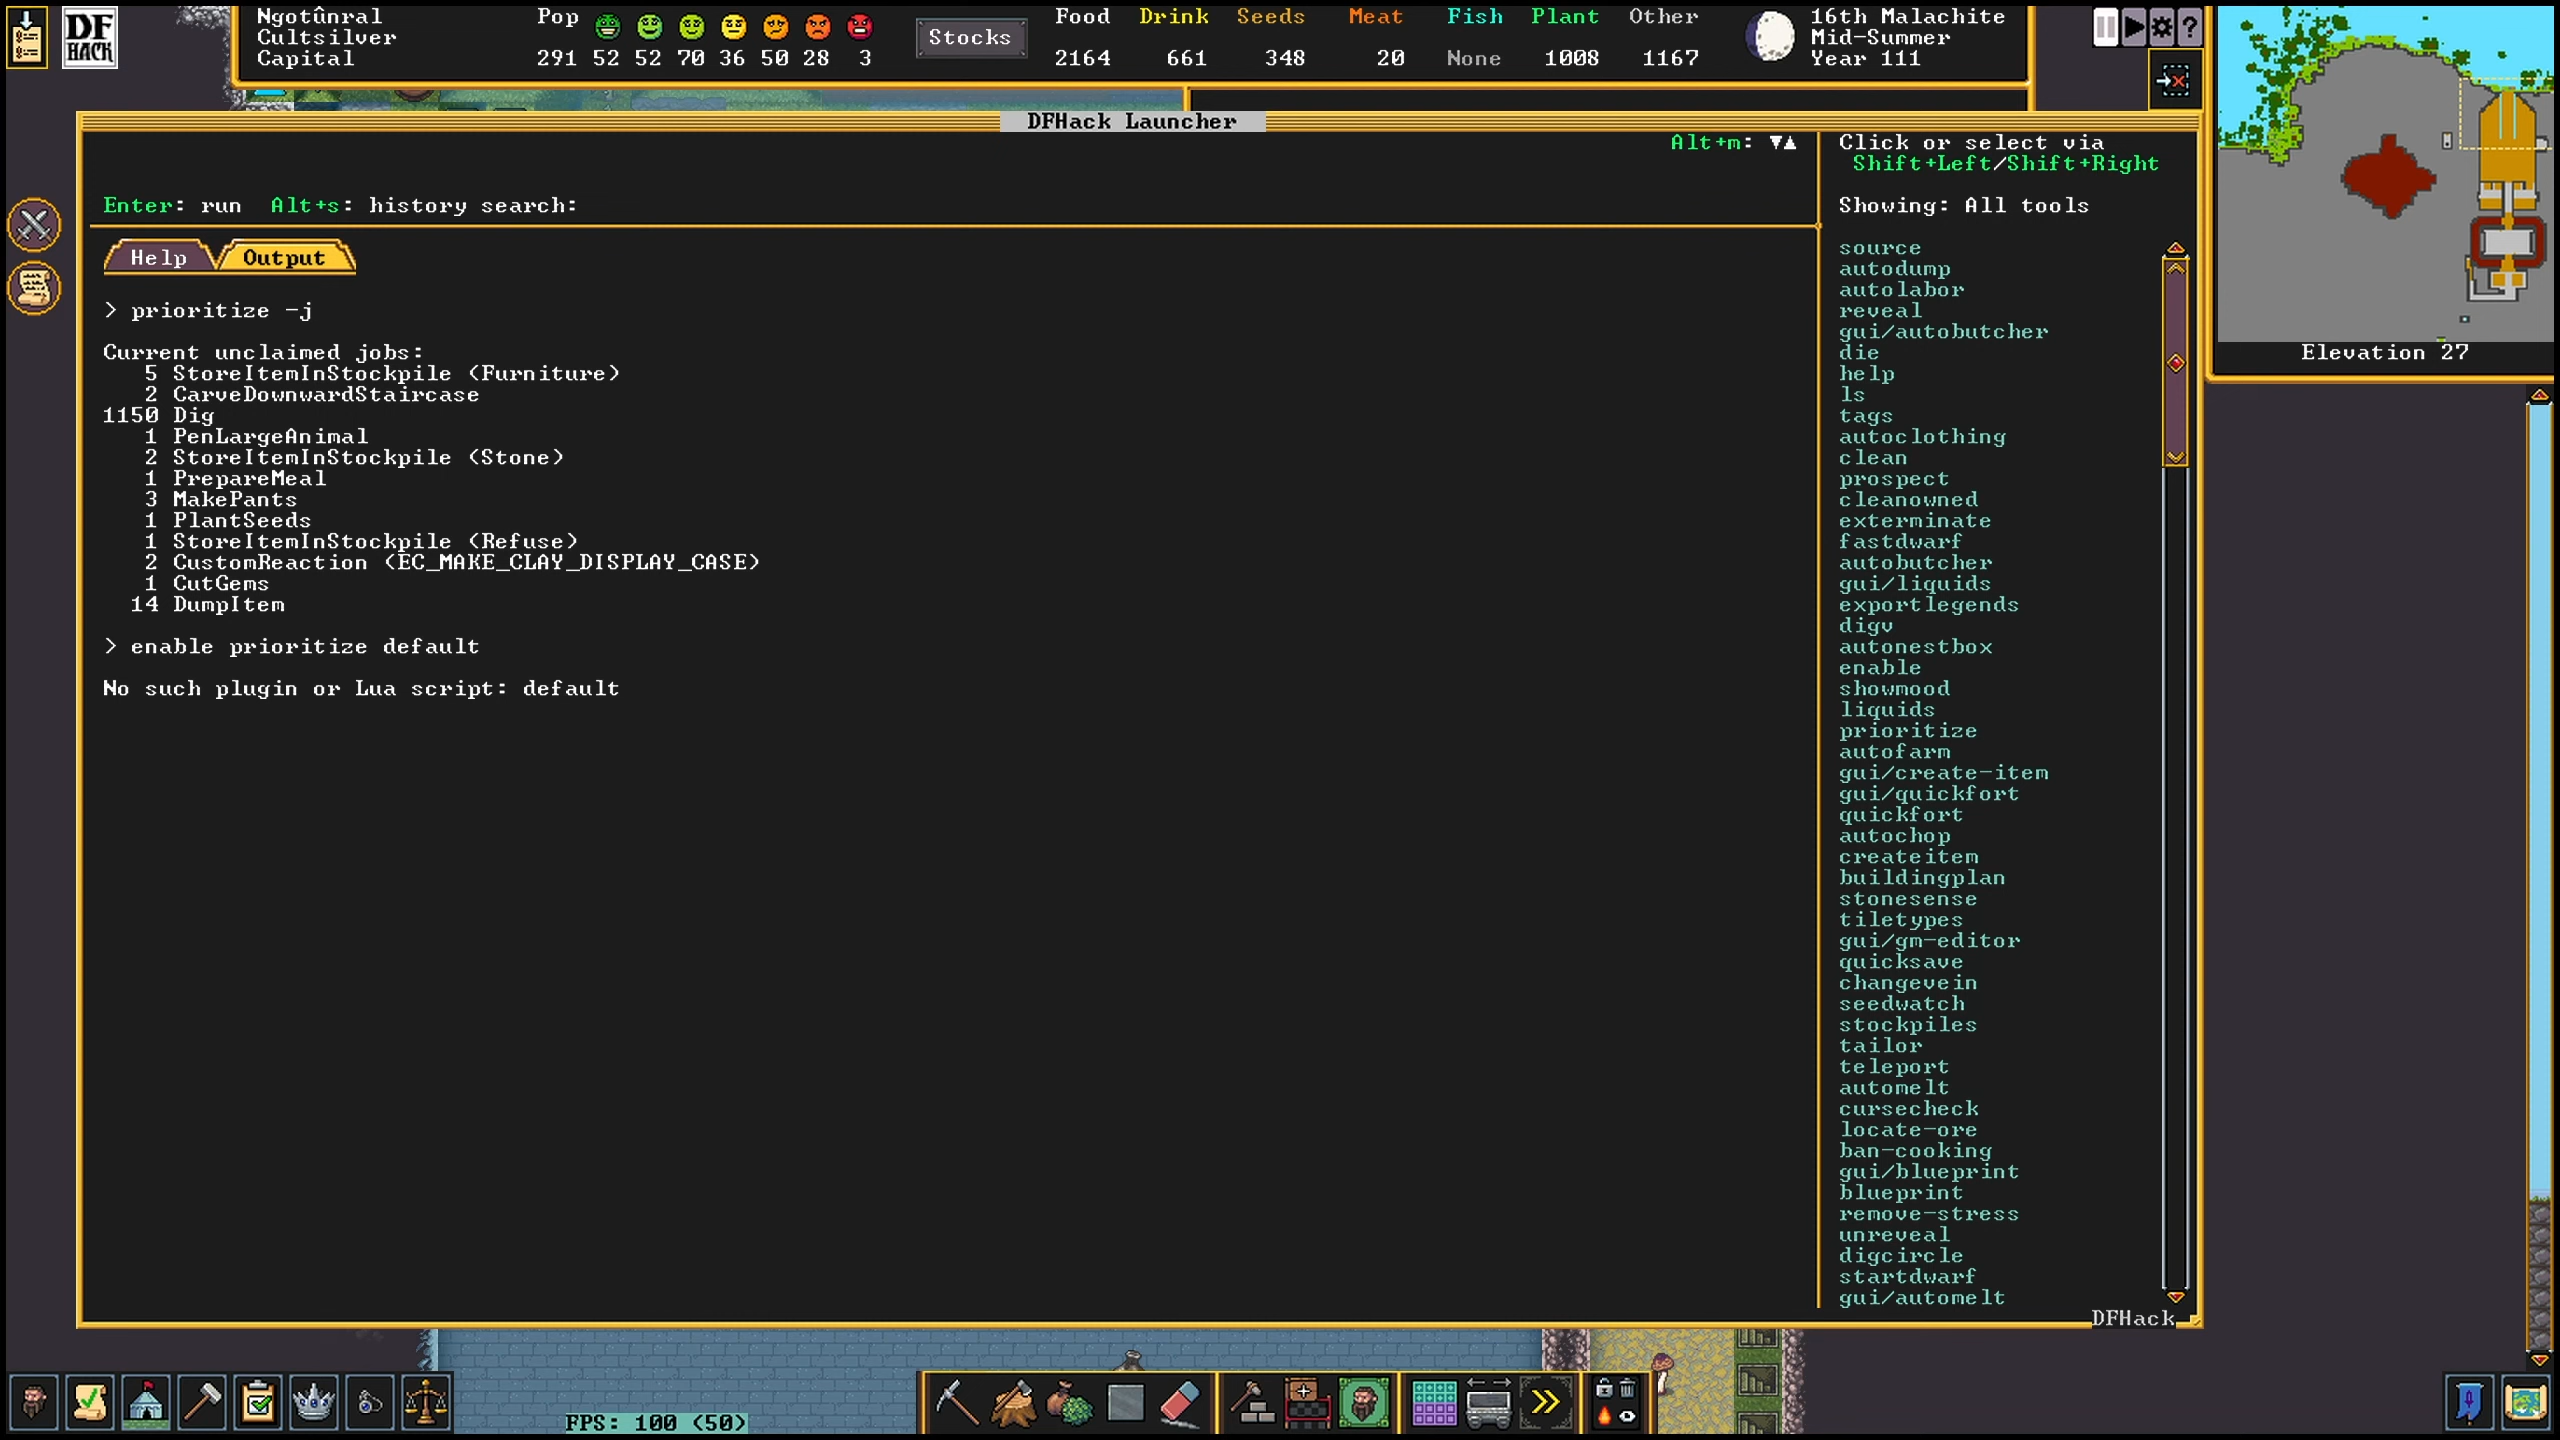 DF HACK
Ngotûnral
Cultsilver
Capital
Pop
291 52 52 70 36 50 28 3
Stocks
Food Drink Seeds Meat Fish Plant Other
2164 661 348 20 None 1008 1167
16th Malachite
Mid-Summer
Year 111
?
DFHack Launcher
Alt+m: ▼▲
Enter: run Alt+s: history search:
Help Output
> prioritize -j
Current unclaimed jobs:
5 StoreItemInStockpile (Furniture)
2 CarveDownwardStaircase
1150 Dig
1 PenLargeAnimal
2 StoreItemInStockpile (Stone)
1 PrepareMeal
3 MakePants
1 PlantSeeds
1 StoreItemInStockpile (Refuse)
2 CustomReaction (EC_MAKE_CLAY_DISPLAY_CASE)
1 CutGems
14 DumpItem
> enable prioritize default
No such plugin or Lua script: default
Click or select via
Shift+Left/Shift+Right
Showing: All tools
source
autodump
autolabor
reveal
gui/autobutcher
die
help
ls
tags
autoclothing
clean
prospect
cleanowned
exterminate
fastdwarf
autobutcher
gui/liquids
exportlegends
digv
autonestbox
enable
showmood
liquids
prioritize
autofarm
gui/create-item
gui/quickfort
quickfort
autochop
createitem
buildingplan
stonesense
tiletypes
gui/gm-editor
quicksave
changevein
seedwatch
stockpiles
tailor
teleport
automelt
cursecheck
locate-ore
ban-cooking
gui/blueprint
blueprint
remove-stress
unreveal
digcircle
startdwarf
gui/automelt
DFHack
Elevation 27
FPS: 100 (50)